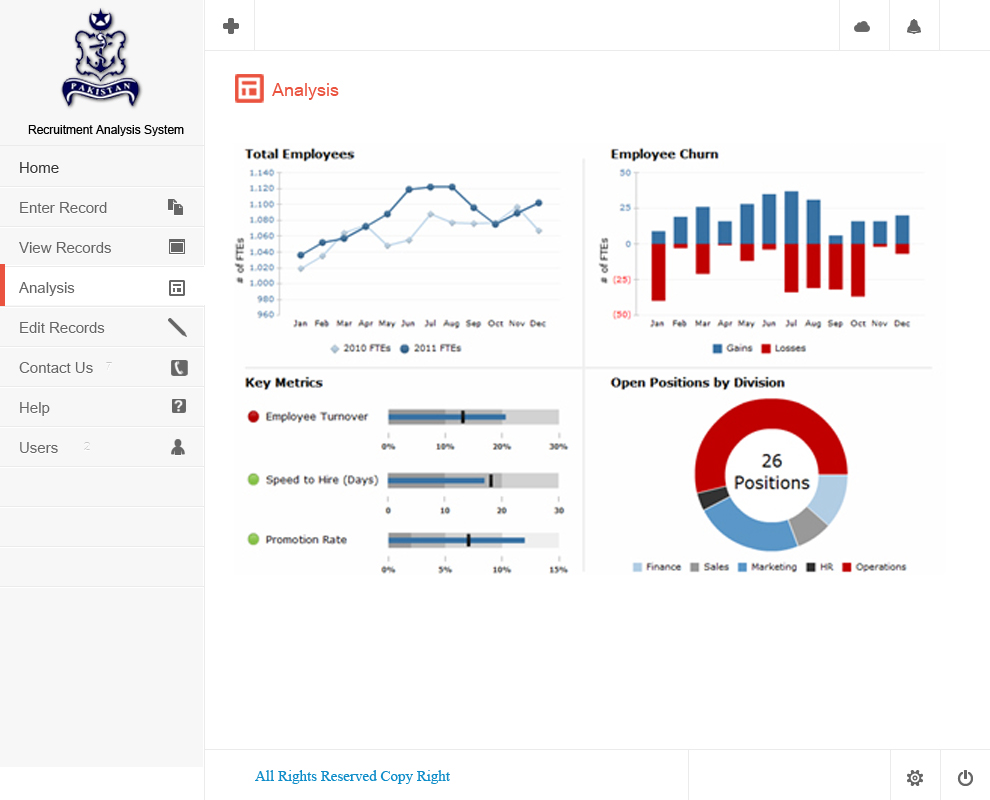 PAKISTAN
Recruitment Analysis System
Home
Enter Record
View Records
Analysis
Edit Records
Contact Us
Help
Users
Analysis
Total Employees
1.140
1.120
1.100
1.080
1.060
1.040
1.020
1.000
980
960
# of FTEs
Jan Feb Mar Apr May Jun Jul Aug Sep Oct Nov Dec
2010 FTEs 2011 FTEs
Employee Churn
50
25
0
(25)
(50)
# of FTEs
Jan Feb Mar Apr May Jun Jul Aug Sep Oct Nov Dec
Gains Losses
Key Metrics
Employee Turnover
0% 10% 20% 30%
Speed to Hire (Days)
0 10 20 30
Promotion Rate
0% 5% 10% 15%
Open Positions by Division
26
Positions
Finance Sales Marketing HR Operations
All Rights Reserved Copy Right